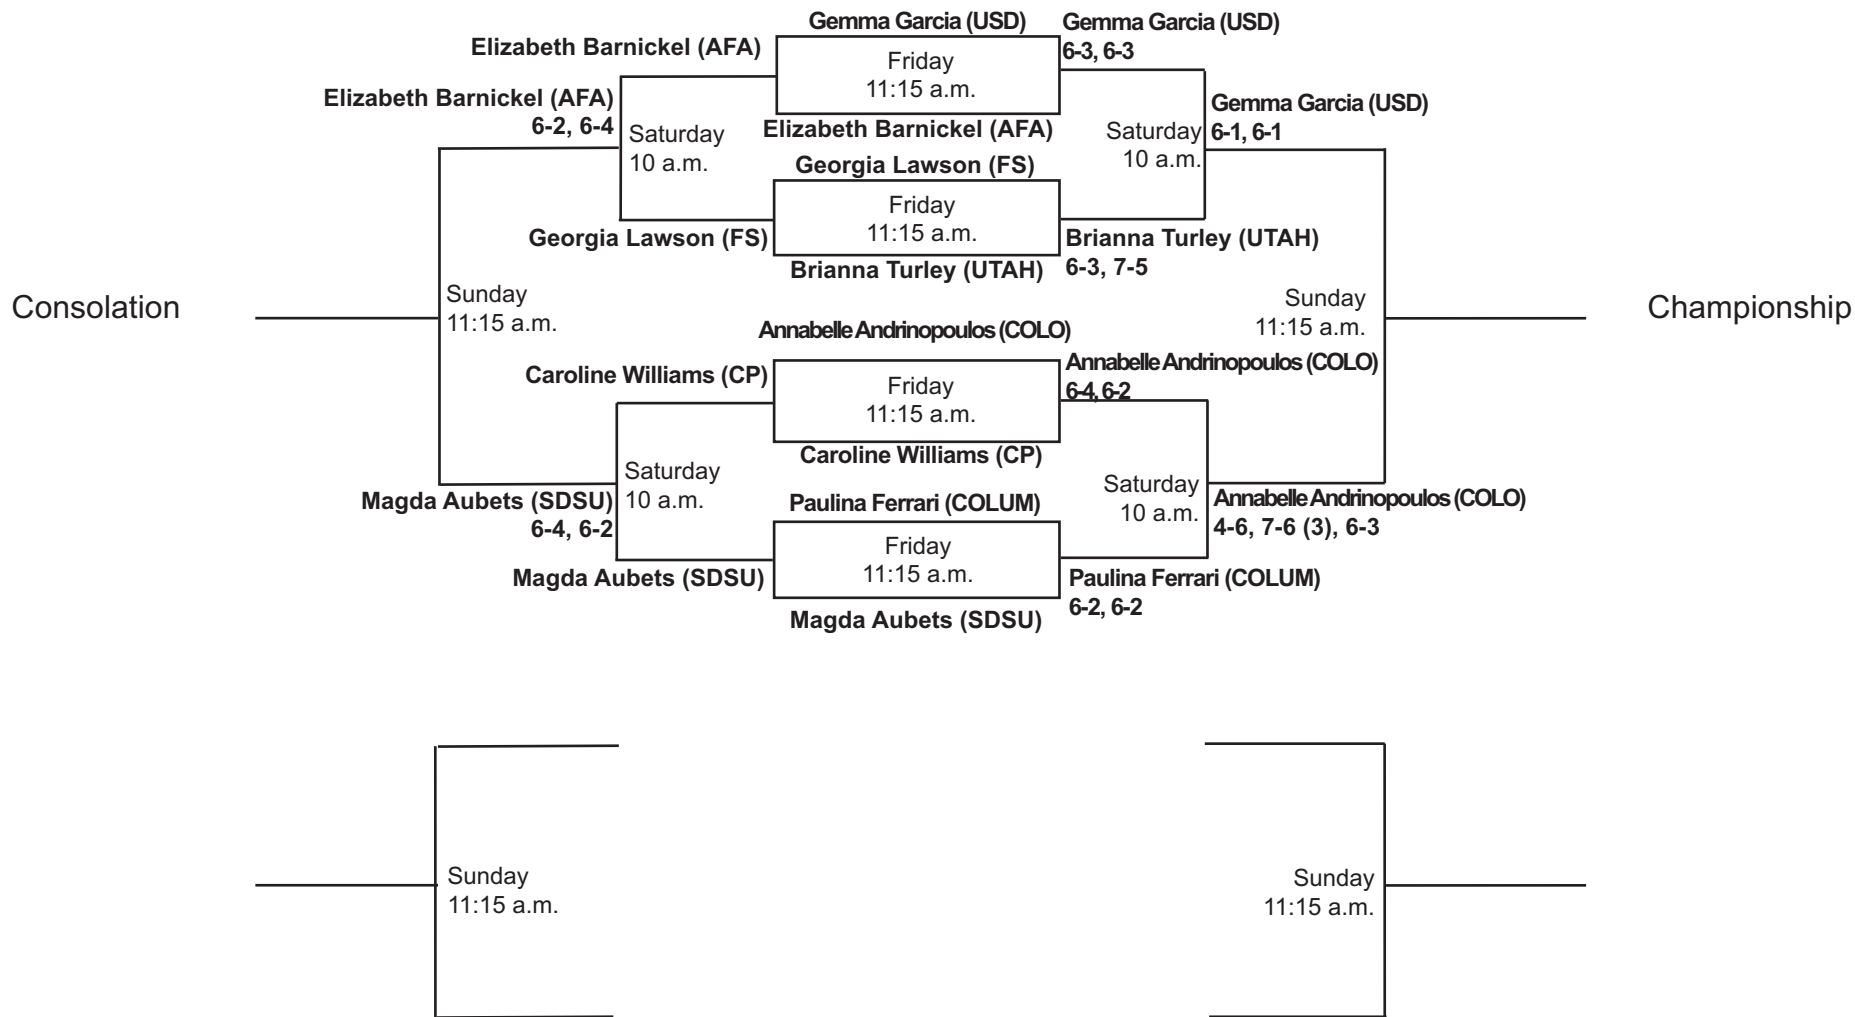 Gemma Garcia (USD)
Gemma Garcia (USD)
6-3, 6-3
Elizabeth Barnickel (AFA)
Friday
11:15 a.m.
Elizabeth Barnickel (AFA)
6-2, 6-4
Gemma Garcia (USD)
6-1, 6-1
Saturday
10 a.m.
Elizabeth Barnickel (AFA)
Saturday
10 a.m.
Georgia Lawson (FS)
Friday
11:15 a.m.
Georgia Lawson (FS)
Brianna Turley (UTAH)
6-3, 7-5
Brianna Turley (UTAH)
Consolation
Sunday
11:15 a.m.
Sunday
11:15 a.m.
Championship
Annabelle Andrinopoulos (COLO)
Caroline Williams (CP)
Friday
11:15 a.m.
Annabelle Andrinopoulos (COLO)
6-4, 6-2
Caroline Williams (CP)
Saturday
10 a.m.
Saturday
10 a.m.
Magda Aubets (SDSU)
6-4, 6-2
Paulina Ferrari (COLUM)
Annabelle Andrinopoulos (COLO)
4-6, 7-6 (3), 6-3
Friday
11:15 a.m.
Magda Aubets (SDSU)
Paulina Ferrari (COLUM)
6-2, 6-2
Magda Aubets (SDSU)
Sunday
11:15 a.m.
Sunday
11:15 a.m.